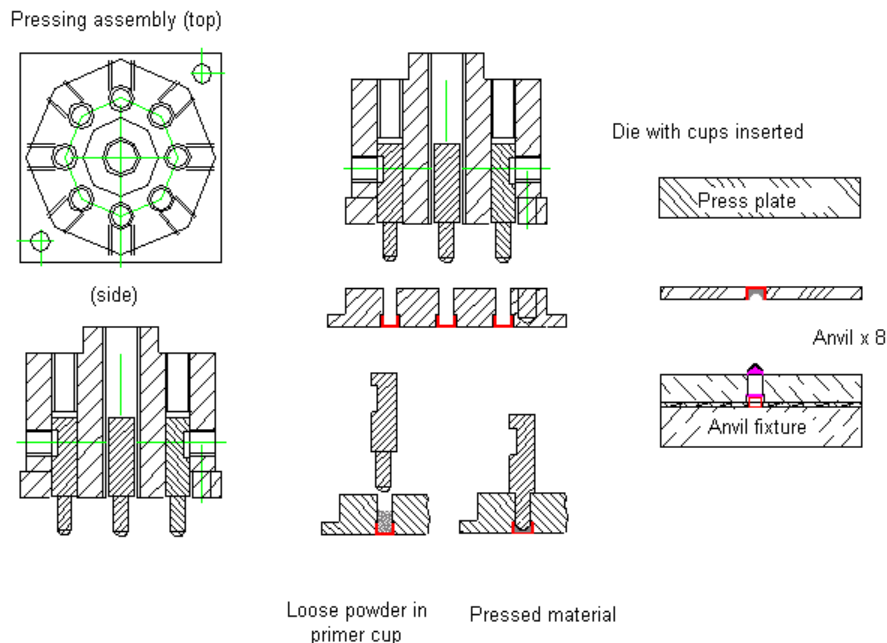 Pressing assembly (top)
(side)
Die with cups inserted
Press plate
Anvil x 8
Anvil fixture
Loose powder in
primer cup
Pressed material